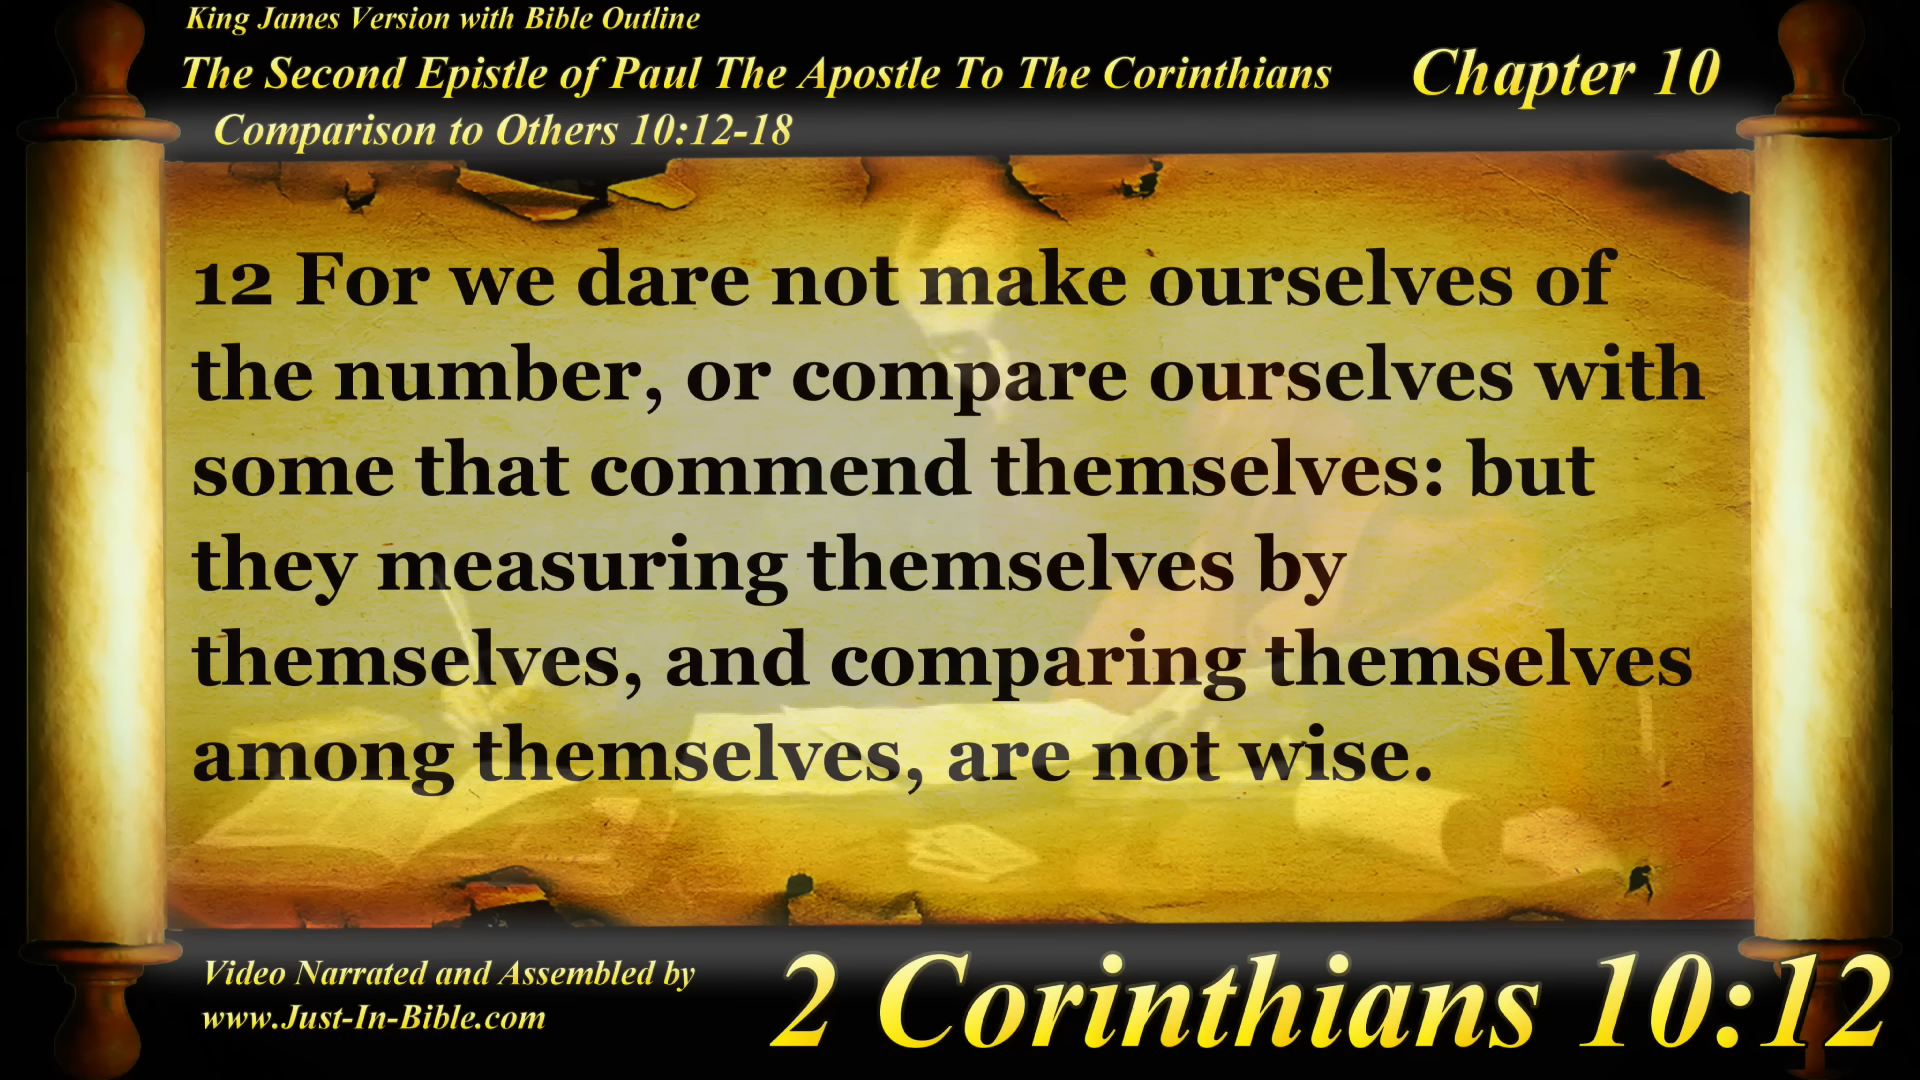 King James Version with Bible Outline
The Second Epistle of Paul The Apostle To The Corinthians
Chapter 10
Comparison to Others 10:12-18
12 For we dare not make ourselves of
the number, or compare ourselves with
some that commend themselves: but
they measuring themselves by
themselves, and comparing themselves
among themselves, are not wise.
Video Narrated and Assembled by
www.Just-In-Bible.com
2 Corinthians 10:12